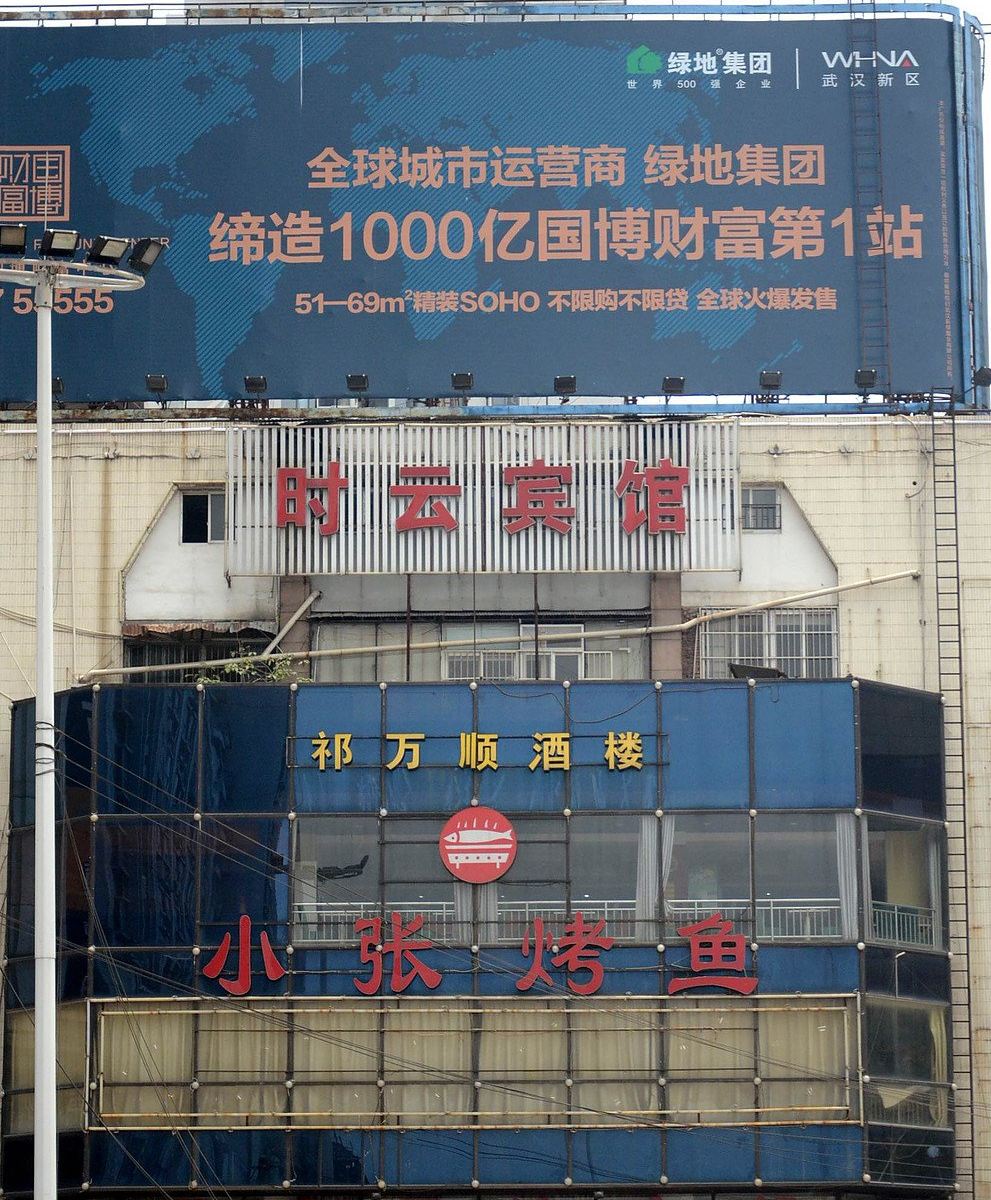 绿地®集团
世界500强企业
WHNA
武汉新区
财富
博
全球城市运营商 绿地集团
缔造1000亿国博财富第1站
51—69m²精装SOHO 不限购不限贷 全球火爆发售
时云宾馆
祁万顺酒楼
小张烤鱼